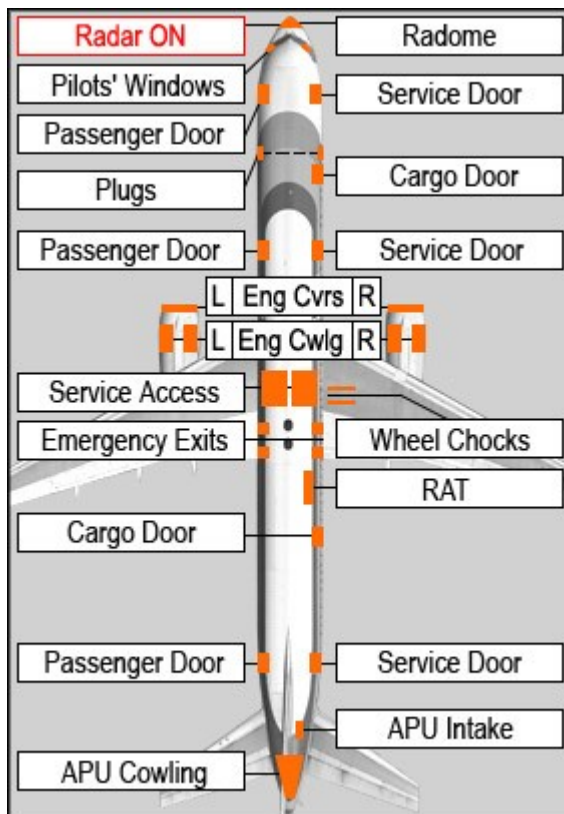 Radar ON
Radome
Pilots' Windows
Service Door
Passenger Door
Plugs
Cargo Door
Passenger Door
Service Door
L Eng Cvrs R
L Eng Cwlg R
Service Access
Emergency Exits
Wheel Chocks
RAT
Cargo Door
Passenger Door
Service Door
APU Intake
APU Cowling